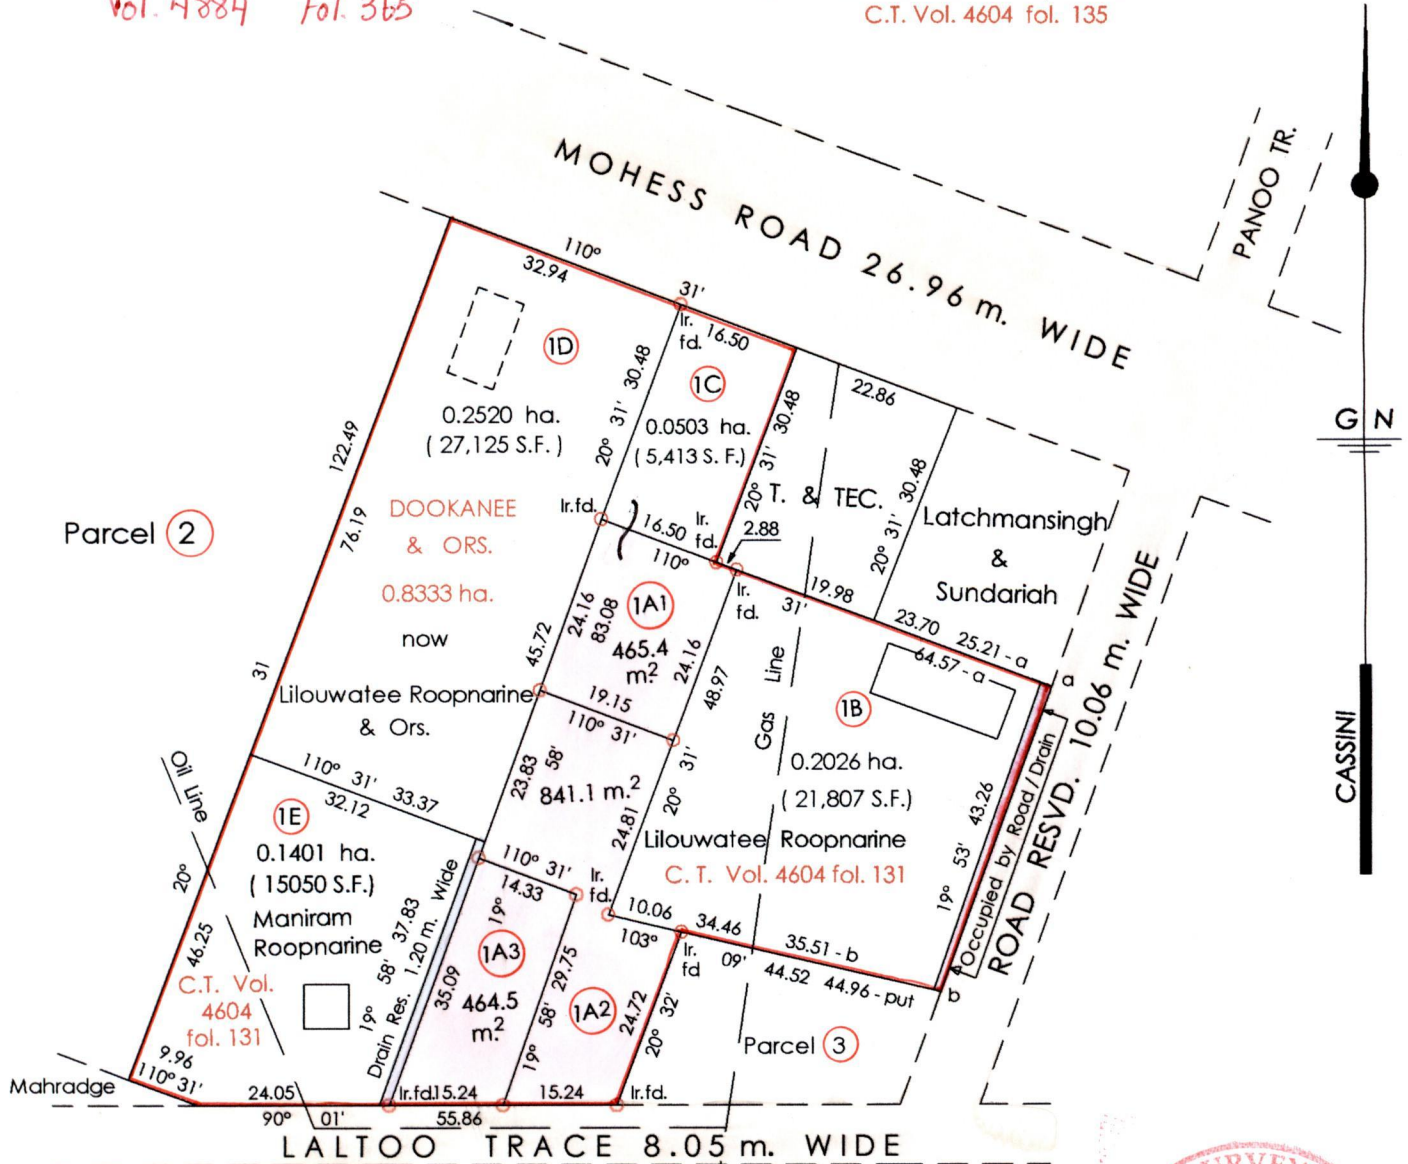 Vol. 4884 Fol. 365
C.T. Vol. 4604 fol. 135
MOHESS ROAD 26.96 m. WIDE
PANOO TR.
G N
CASSINI
110°
32.94
31'
Ir.
fd.
16.50
1D
1C
0.2520 ha.
( 27,125 S.F. )
0.0503 ha.
( 5,413 S. F.)
20° 31' 30.48
20° 31' 30.48
22.86
T. & TEC.
20° 31' 30.48
Latchmansingh
&
Sundariah
122.49
76.19
31
20°
46.25
Parcel 2
DOOKANEE
& ORS.
0.8333 ha.
now
Lilouwatee Roopnarine
& Ors.
Ir.fd.
16.50
110°
Ir.
fd.
2.88
Ir.
fd.
31'
19.98
23.70
25.21 - a
64.57 - a
a
1A1
465.4
m.²
24.16
83.08
45.72
24.16
48.97
19.15
110° 31'
Gas Line
1B
0.2026 ha.
( 21,807 S.F.)
Lilouwatee Roopnarine
C. T. Vol. 4604 fol. 131
ROAD RESVD. 10.06 m. WIDE
Occupied by Road/Drain
19° 53' 43.26
23.83 58'
841.1 m.²
24.81
20° 31'
Oil Line
110° 31' 33.37
32.12
1E
0.1401 ha.
( 15050 S.F.)
Maniram
Roopnarine
C.T. Vol.
4604
fol. 131
19° 58' 37.83
Drain Res. 1.20 m. Wide
110° 31'
14.33
Ir.
fd.
10.06
103°
34.46
Ir.
fd
09'
35.51 - b
44.52
44.96 - put
b
1A3
464.5
m.²
35.09
19°
19° 58' 29.75
1A2
20° 32' 24.72
Parcel 3
9.96
110° 31'
Mahradge
24.05
Ir.fd.
15.24
15.24
Ir.fd.
90° 01'
55.86
LALTOO TRACE 8.05 m. WIDE